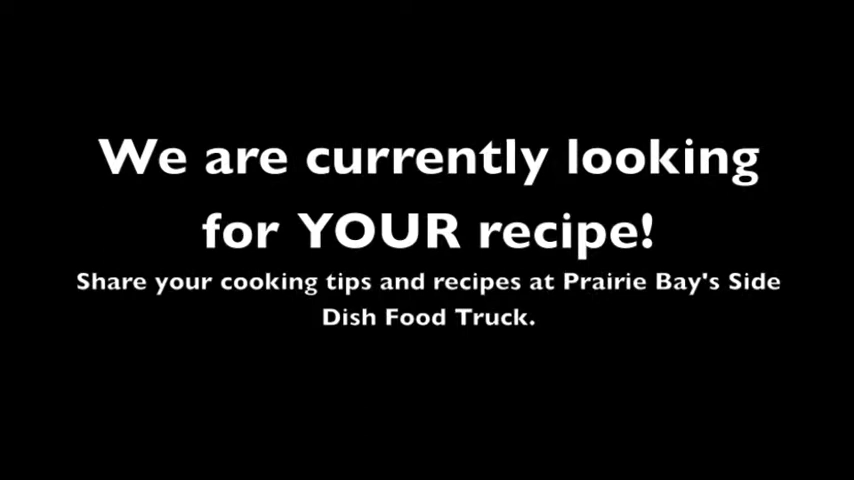 We are currently looking
for YOUR recipe!
Share your cooking tips and recipes at Prairie Bay's Side
Dish Food Truck.